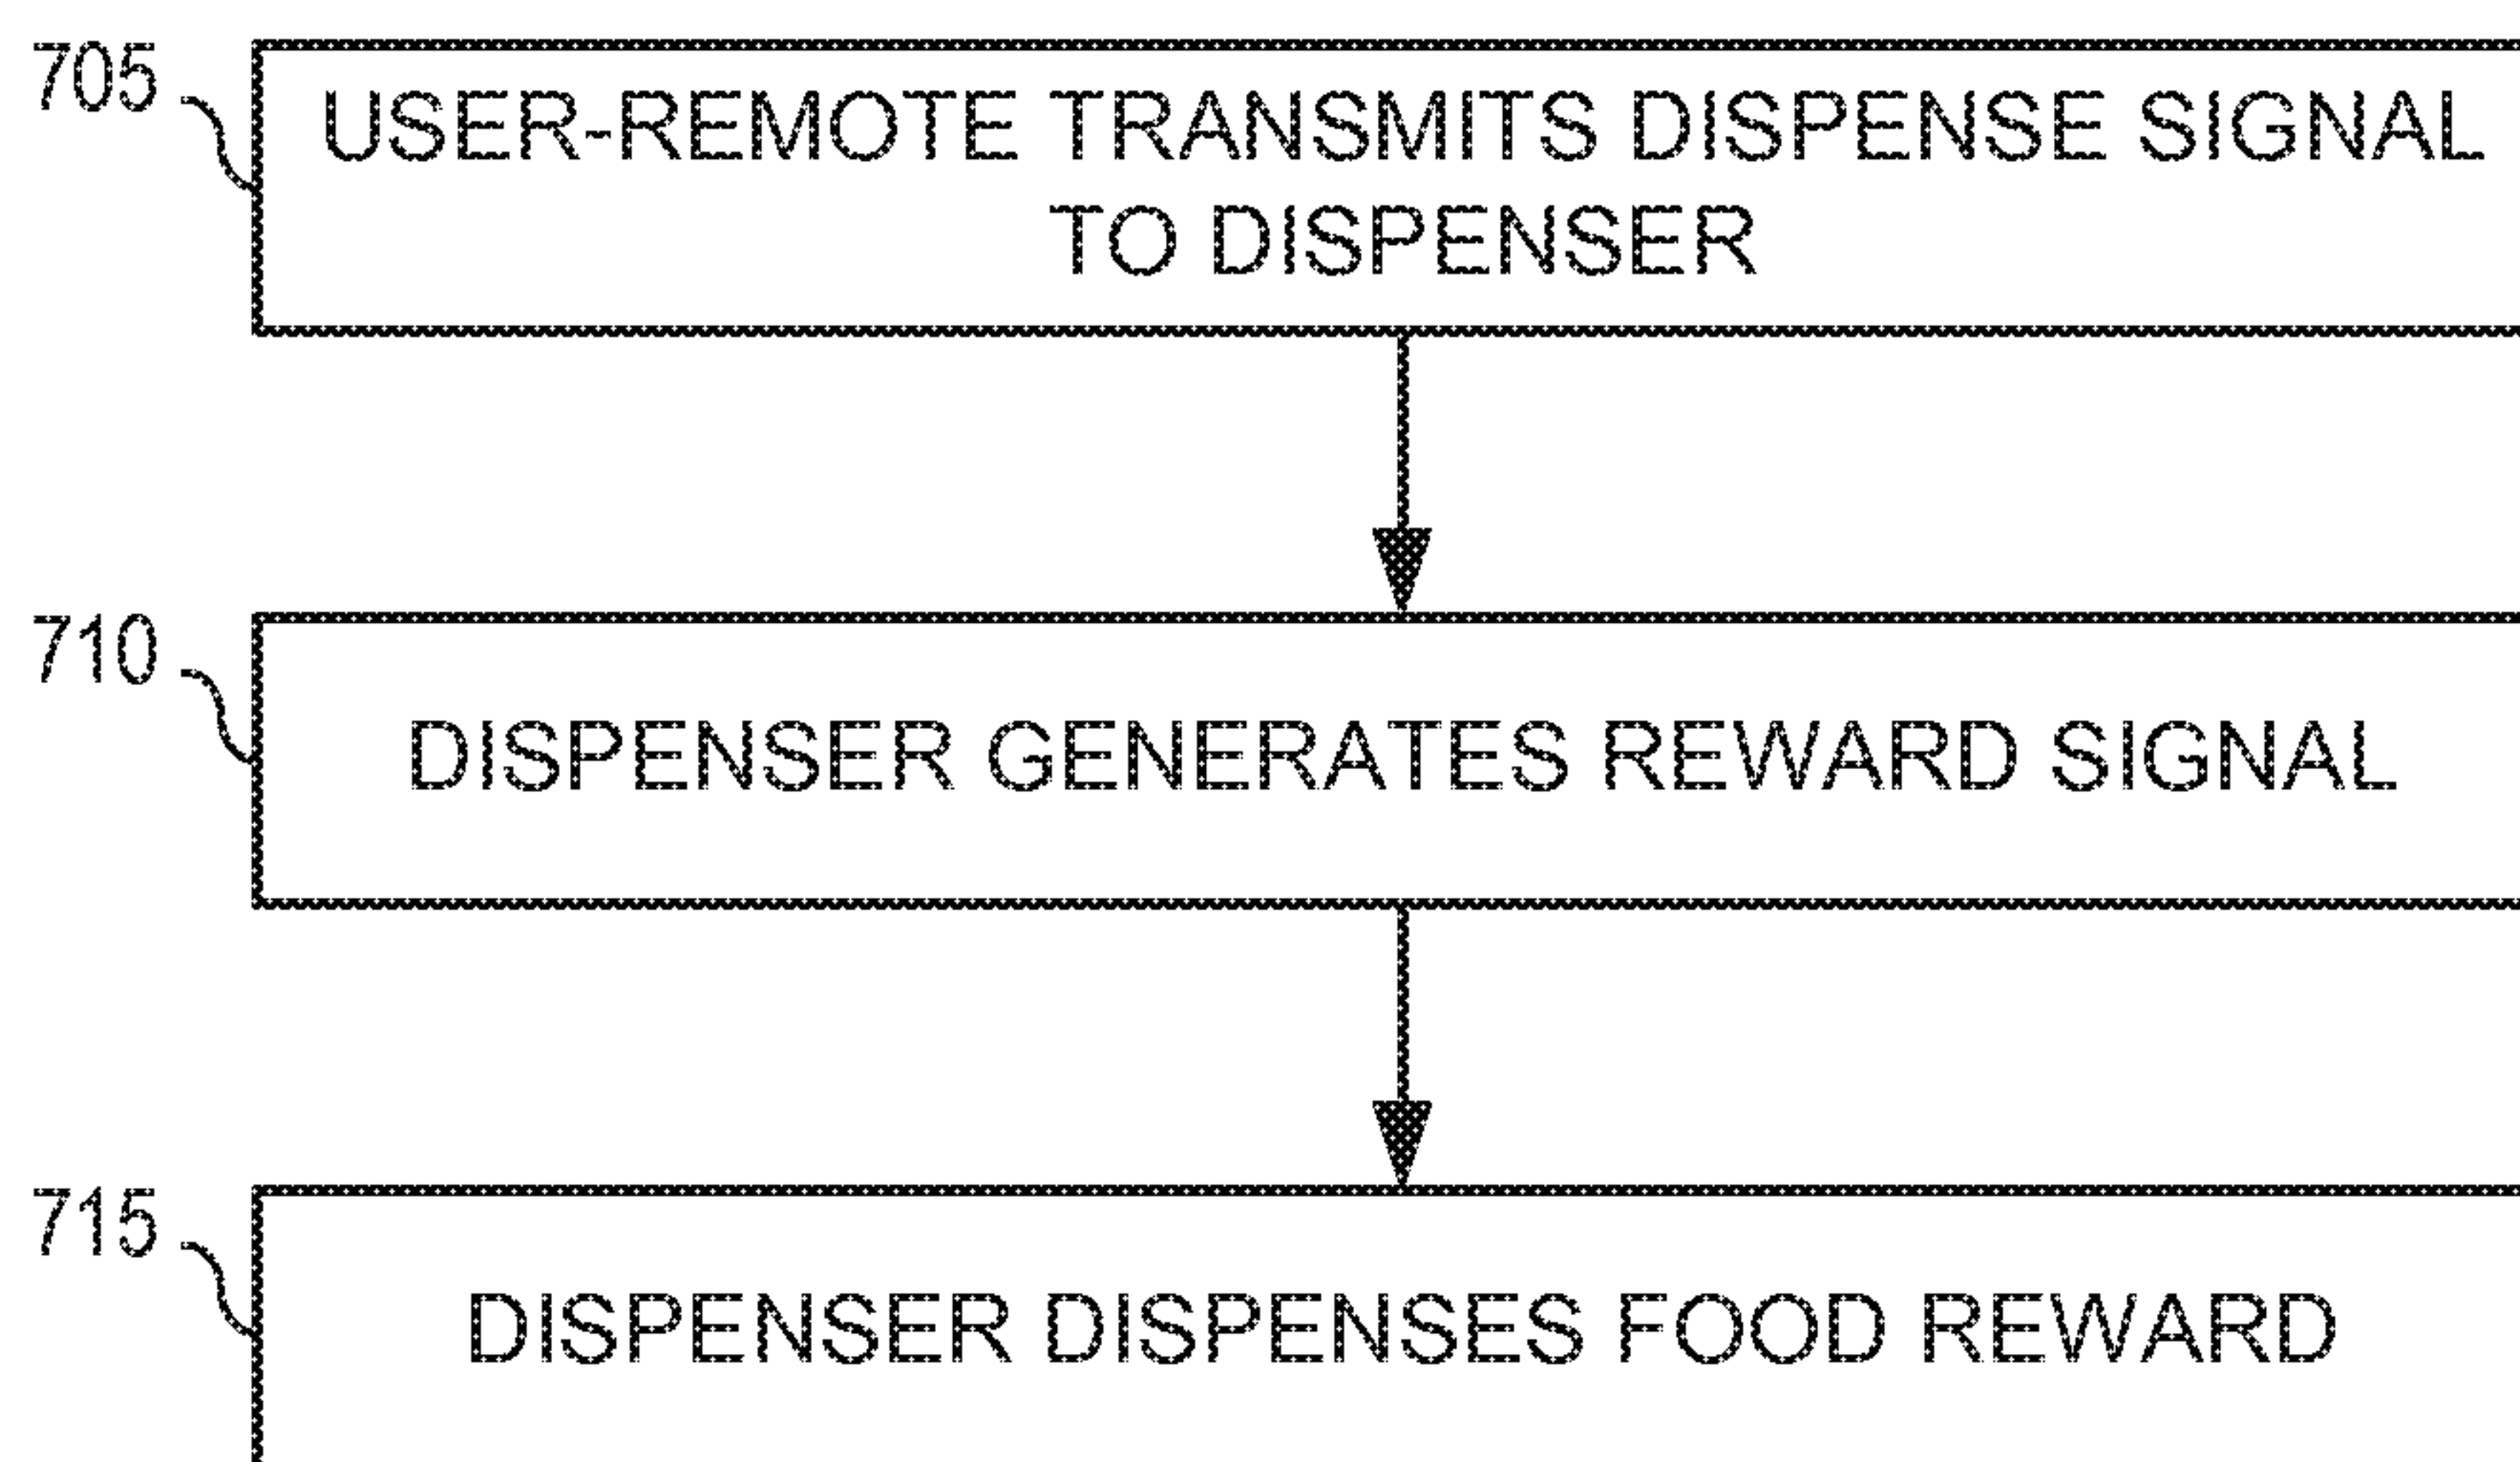 705
USER-REMOTE TRANSMITS DISPENSE SIGNAL
TO DISPENSER
710
DISPENSER GENERATES REWARD SIGNAL
715
DISPENSER DISPENSES FOOD REWARD